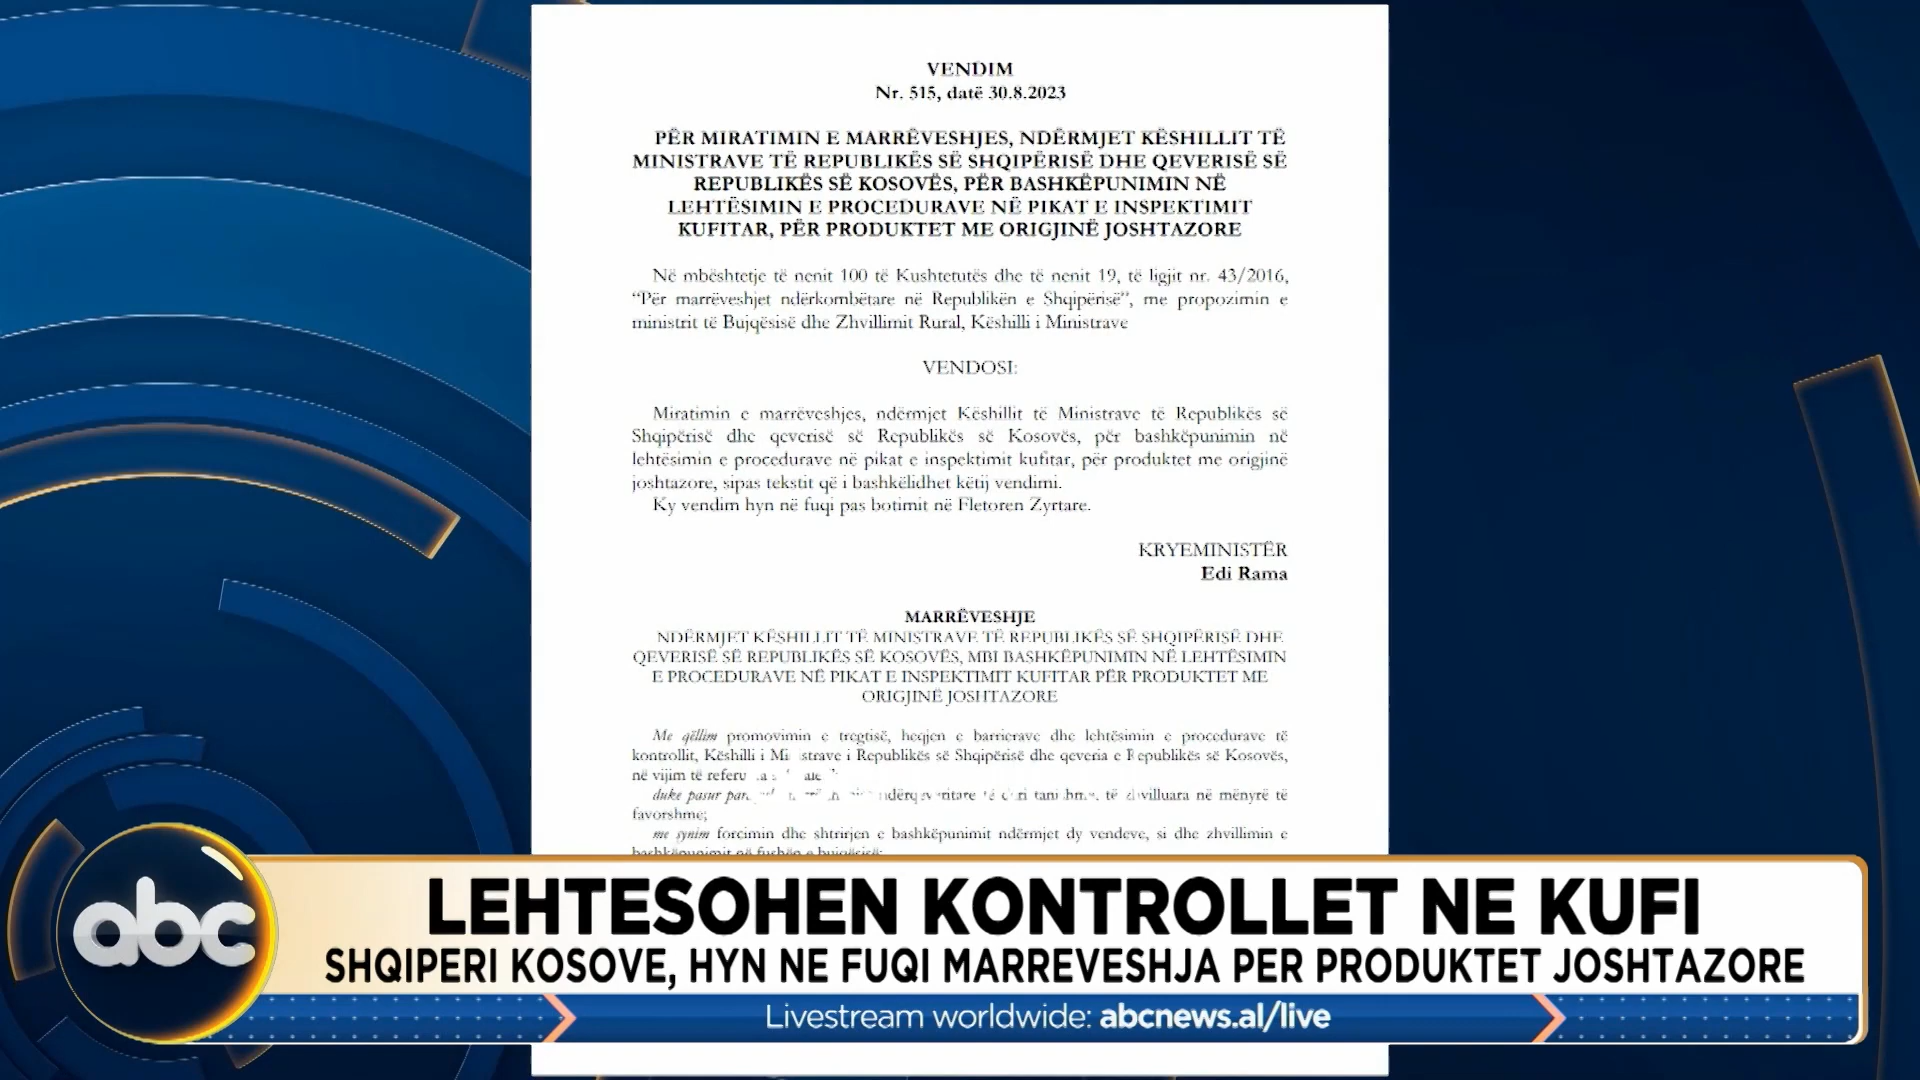 VENDIM
Nr. 515, datë 30.8.2023
PËR MIRATIMIN E MARRËVESHJES, NDËRMJET KËSHILLIT TË
MINISTRAVE TË REPUBLIKËS SË SHQIPËRISË DHE QEVERISË SË
REPUBLIKËS SË KOSOVËS, PËR BASHKËPUNIMIN NË
LEHTËSIMIN E PROCEDURAVE NË PIKAT E INSPEKTIMIT
KUFITAR, PËR PRODUKTET ME ORIGJINË JOSHTAZORE
Në mbështetje të nenit 100 të Kushtetutës dhe të nenit 19, të ligjit nr. 43/2016,
“Për marrëveshjet ndërkombëtare në Republikën e Shqipërisë”, me propozimin e
ministrit të Bujqësisë dhe Zhvillimit Rural, Këshilli i Ministrave
VENDOSI:
Miratimin e marrëveshjes, ndërmjet Këshillit të Ministrave të Republikës së
Shqipërisë dhe qeverisë së Republikës së Kosovës, për bashkëpunimin në
lehtësimin e procedurave në pikat e inspektimit kufitar, për produktet me origjinë
joshtazore, sipas tekstit që i bashkëlidhet këtij vendimi.
Ky vendim hyn në fuqi pas botimit në Fletoren Zyrtare.
KRYEMINISTËR
Edi Rama
MARRËVESHJE
NDËRMJET KËSHILLIT TË MINISTRAVE TË REPUBLIKËS SË SHQIPËRISË DHE
QEVERISË SË REPUBLIKËS SË KOSOVËS, MBI BASHKËPUNIMIN NË LEHTËSIMIN
E PROCEDURAVE NË PIKAT E INSPEKTIMIT KUFITAR PËR PRODUKTET ME
ORIGJINË JOSHTAZORE
Me qëllim promovimin e tregtisë, heqjen e barrierave dhe lehtësimin e procedurave të
kontrollit, Këshilli i Ministrave i Republikës së Shqipërisë dhe qeveria e Republikës së Kosovës,
në vijim të
duke pasur ndërqeveritare të zhvilluara në mënyrë të
favorshme;
me synim forcimin dhe shtrirjen e bashkëpunimit ndërmjet dy vendeve, si dhe zhvillimin e
bashkëpunimit në fushën e bujqësisë;
abc
LEHTESOHEN KONTROLLET NE KUFI
SHQIPERI KOSOVE, HYN NE FUQI MARREVESHJA PER PRODUKTET JOSHTAZORE
Livestream worldwide: abcnews.al/live